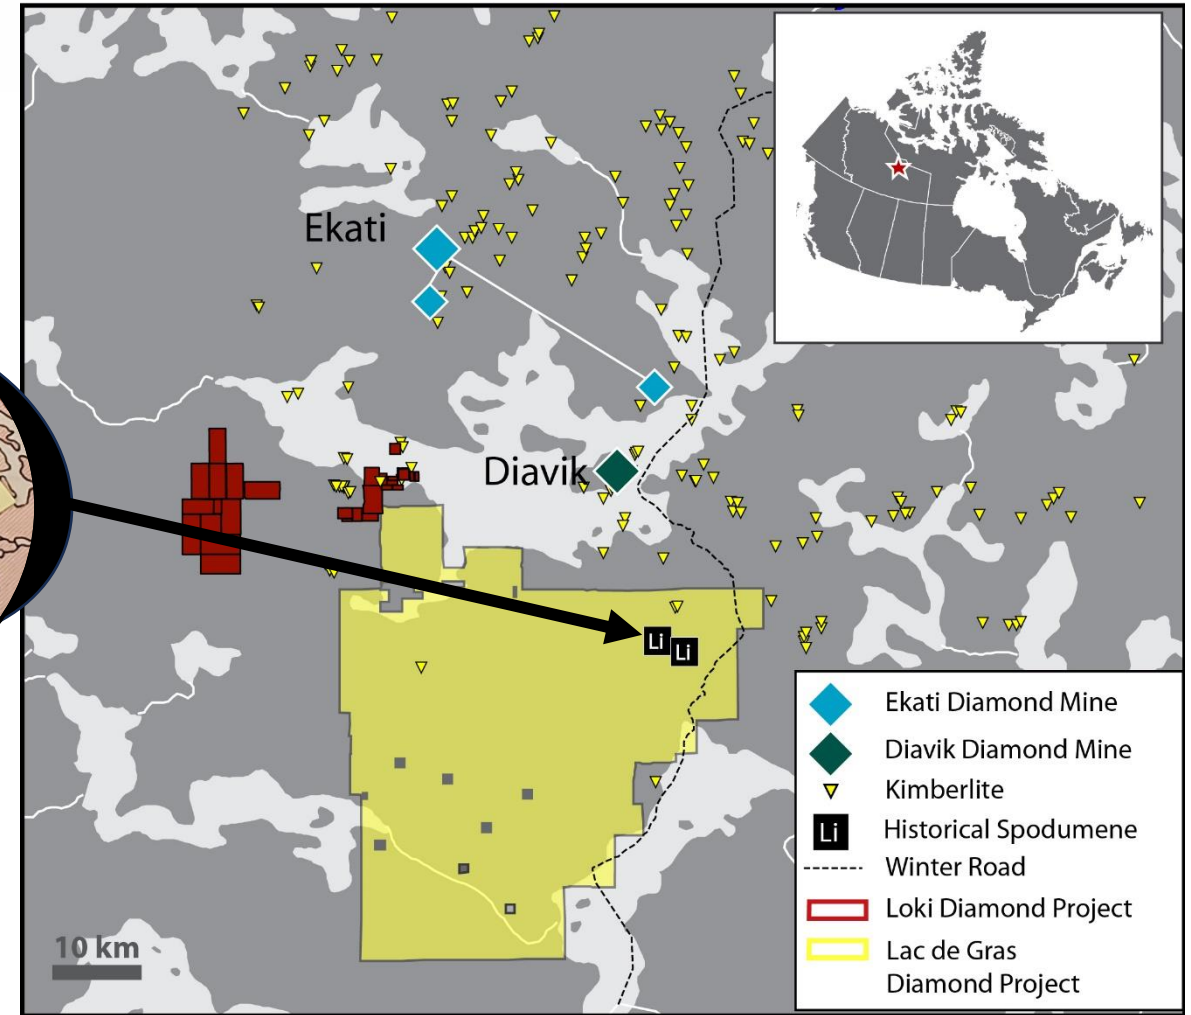 Ekati
Diavik
Li
Li
10 km
Ekati Diamond Mine
Diavik Diamond Mine
Kimberlite
Li
Historical Spodumene
Winter Road
Loki Diamond Project
Lac de Gras
Diamond Project